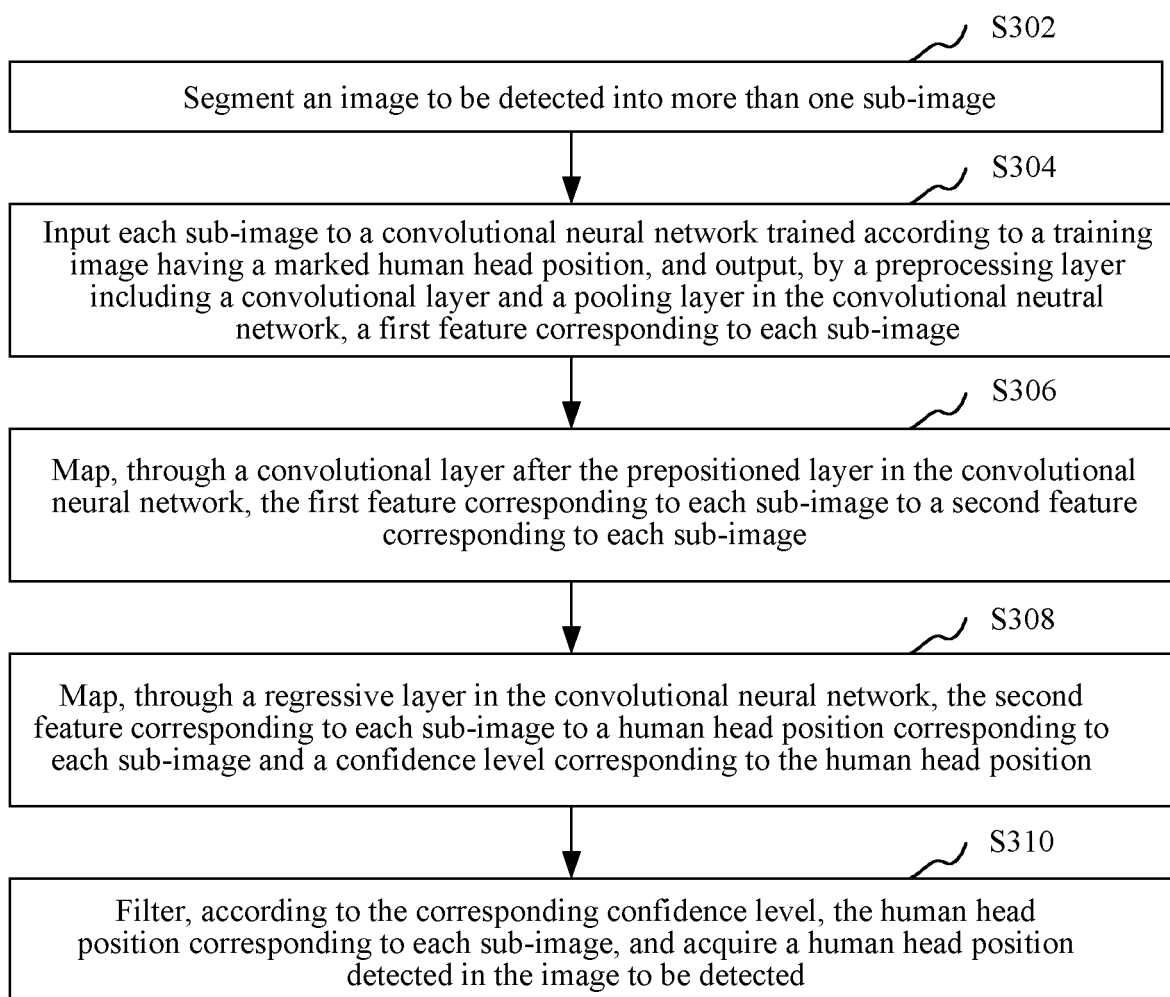 S302
Segment an image to be detected into more than one sub-image
S304
Input each sub-image to a convolutional neural network trained according to a training
image having a marked human head position, and output, by a preprocessing layer
including a convolutional layer and a pooling layer in the convolutional neutral
network, a first feature corresponding to each sub-image
S306
Map, through a convolutional layer after the prepositioned layer in the convolutional
neural network, the first feature corresponding to each sub-image to a second feature
corresponding to each sub-image
S308
Map, through a regressive layer in the convolutional neural network, the second
feature corresponding to each sub-image to a human head position corresponding to
each sub-image and a confidence level corresponding to the human head position
S310
Filter, according to the corresponding confidence level, the human head
position corresponding to each sub-image, and acquire a human head position
detected in the image to be detected